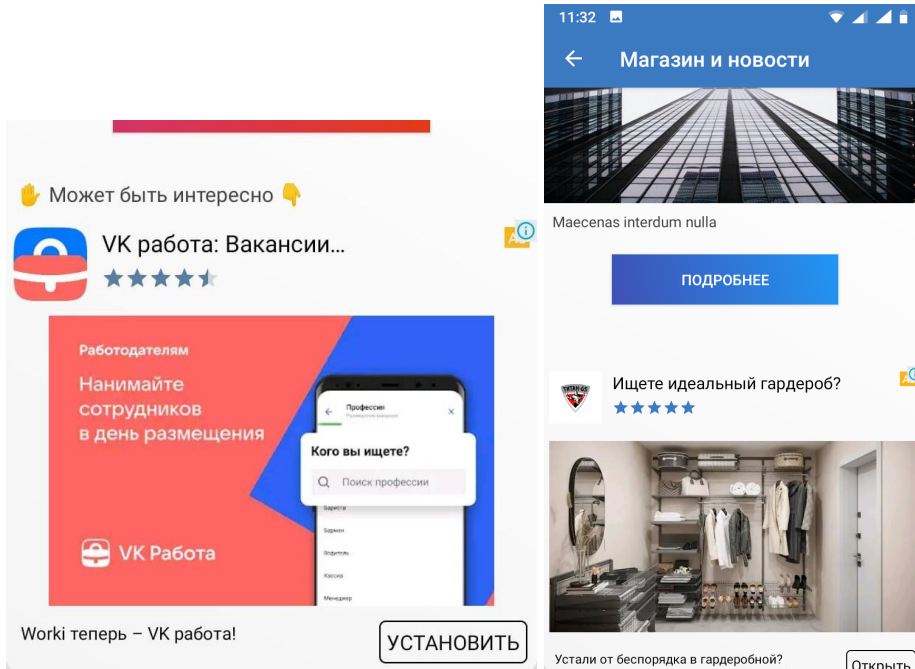 ✋ Может быть интересно 👇
VK работа: Вакансии...
Работодателям
Нанимайте
сотрудников
в день размещения
Профессии
Кого вы ищете?
Поиск профессии
Бариста
Бармен
Водитель
Кассир
Менеджер
VK Работа
Worki теперь – VK работа!
УСТАНОВИТЬ
11:32
Магазин и новости
Maecenas interdum nulla
ПОДРОБНЕЕ
Ищете идеальный гардероб?
Устали от беспорядка в гардеробной?
Открыть